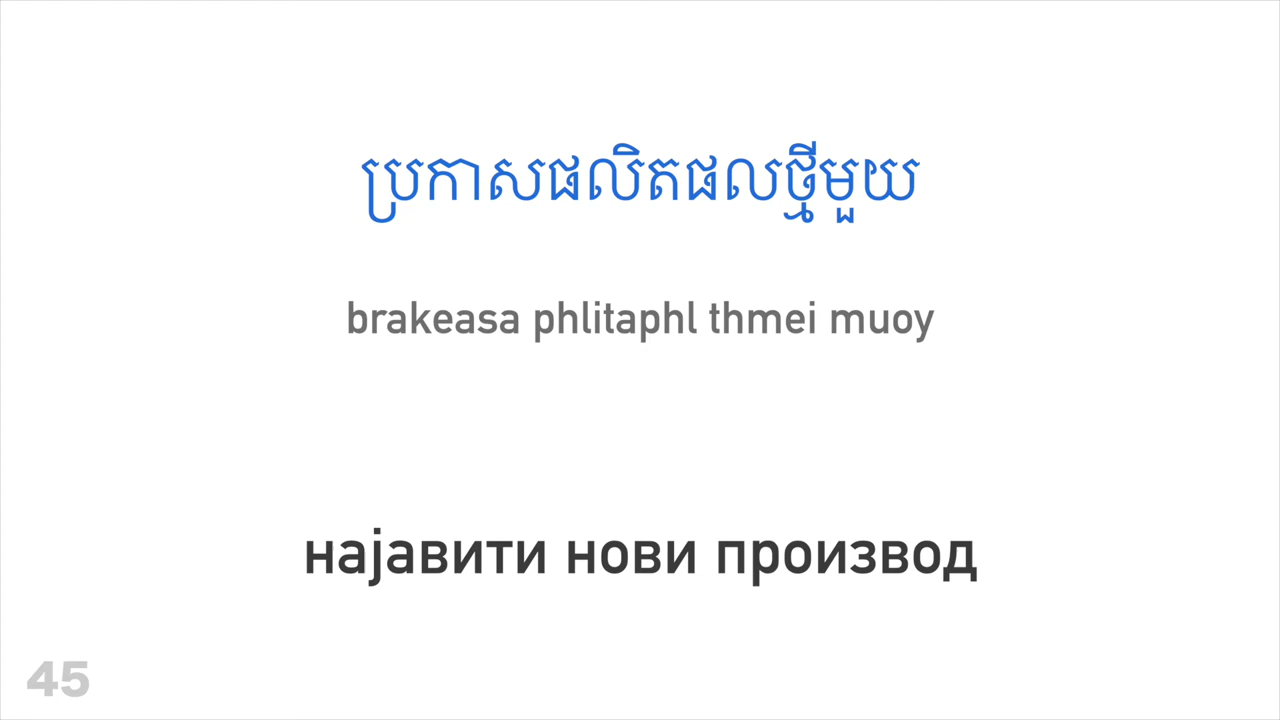 ប្រកាសផលិតផលថ្មីមួយ
brakeasa phlitaphl thmei muoy
најавити нови производ
45